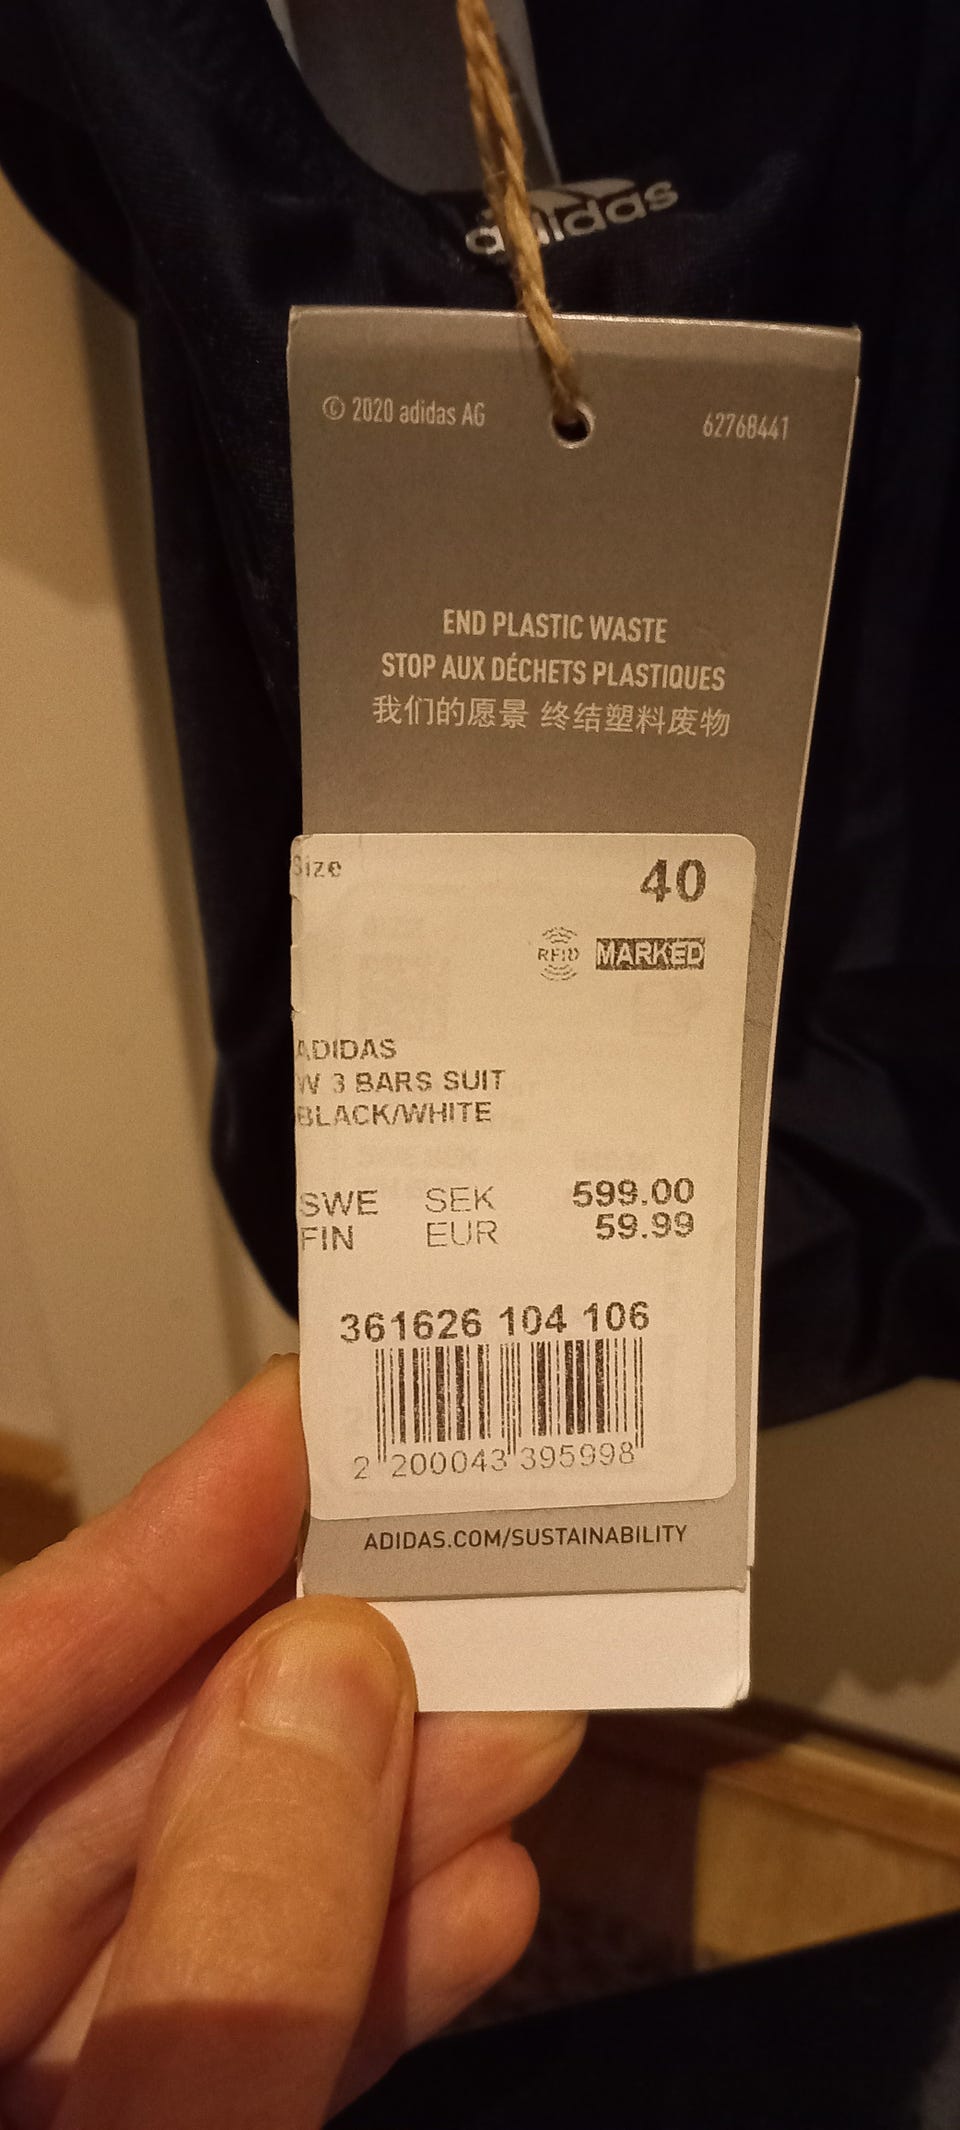 adidas
© 2020 adidas AG 62768441
END PLASTIC WASTE
STOP AUX DÉCHETS PLASTIQUES
我们的愿景 终结塑料废物
Size 40
RFID MARKED
ADIDAS
W 3 BARS SUIT
BLACK/WHITE
SWE SEK 599.00
FIN EUR 59.99
361626 104 106
2 200043 395998
ADIDAS.COM/SUSTAINABILITY